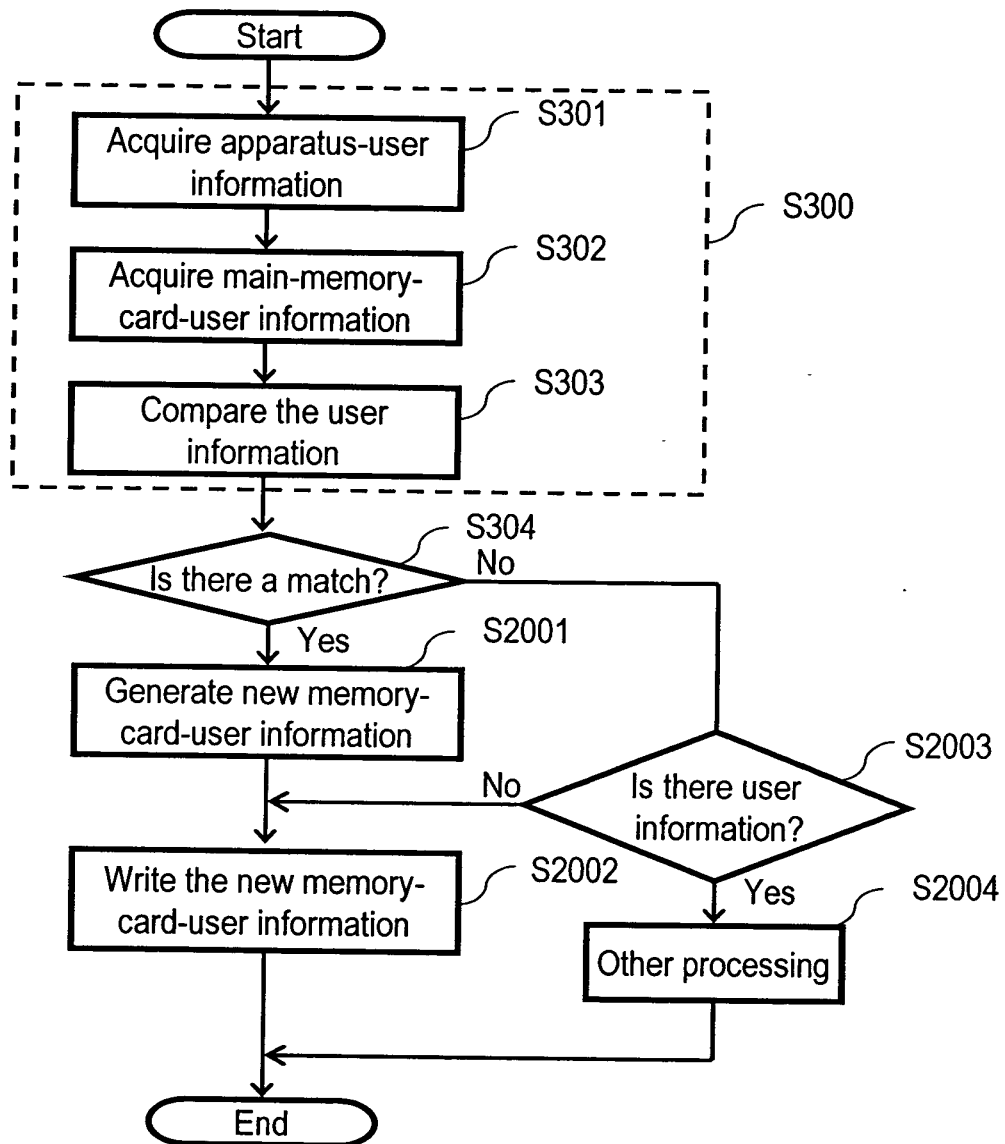 Start
S301
Acquire apparatus-user
information
S300
S302
Acquire main-memory-
card-user information
S303
Compare the user
information
S304
Is there a match?
No
Yes
S2001
Generate new memory-
card-user information
S2003
No
Is there user
information?
S2002
Write the new memory-
card-user information
Yes
S2004
Other processing
End